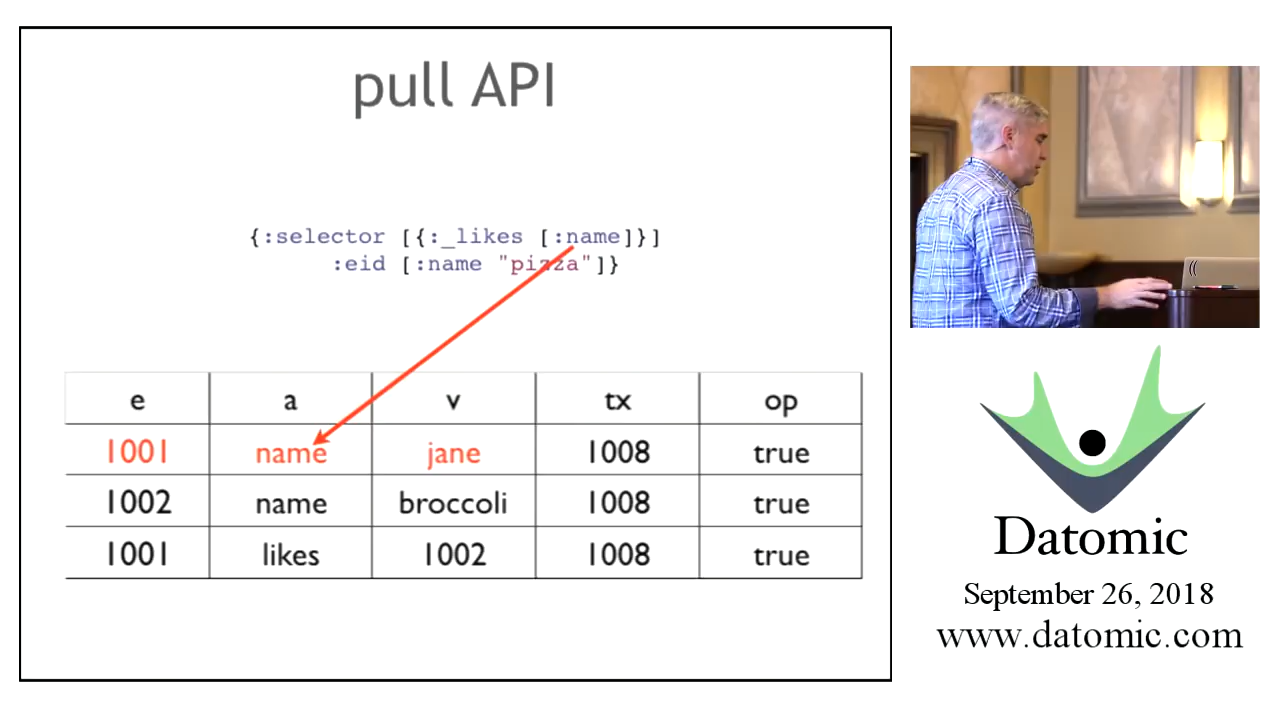 pull API
{:selector [{:_likes [:name]}]
:eid [:name "pizza"]}
e a v tx op
1001 name jane 1008 true
1002 name broccoli 1008 true
1001 likes 1002 1008 true
Datomic
September 26, 2018
www.datomic.com